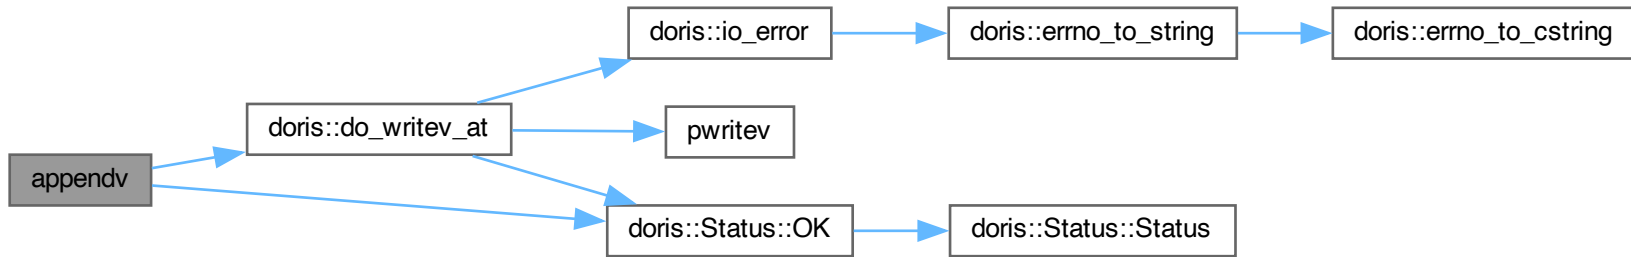 appendv
doris::do_writev_at
doris::io_error
doris::errno_to_string
doris::errno_to_cstring
pwritev
doris::Status::OK
doris::Status::Status